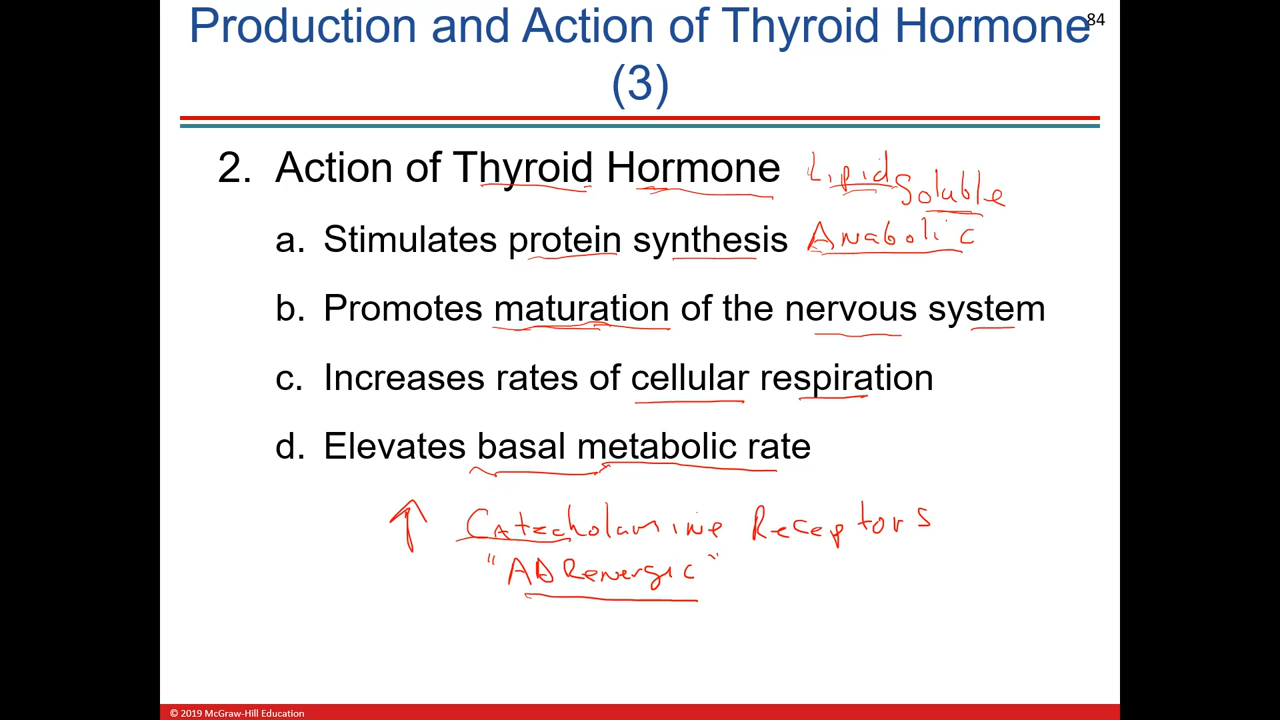 Production and Action of Thyroid Hormone 84
(3)
2. Action of Thyroid Hormone Lipid Soluble
a. Stimulates protein synthesis Anabolic
b. Promotes maturation of the nervous system
c. Increases rates of cellular respiration
d. Elevates basal metabolic rate
↑ Catecholamine Receptors
"ADRenergic"
© 2019 McGraw-Hill Education